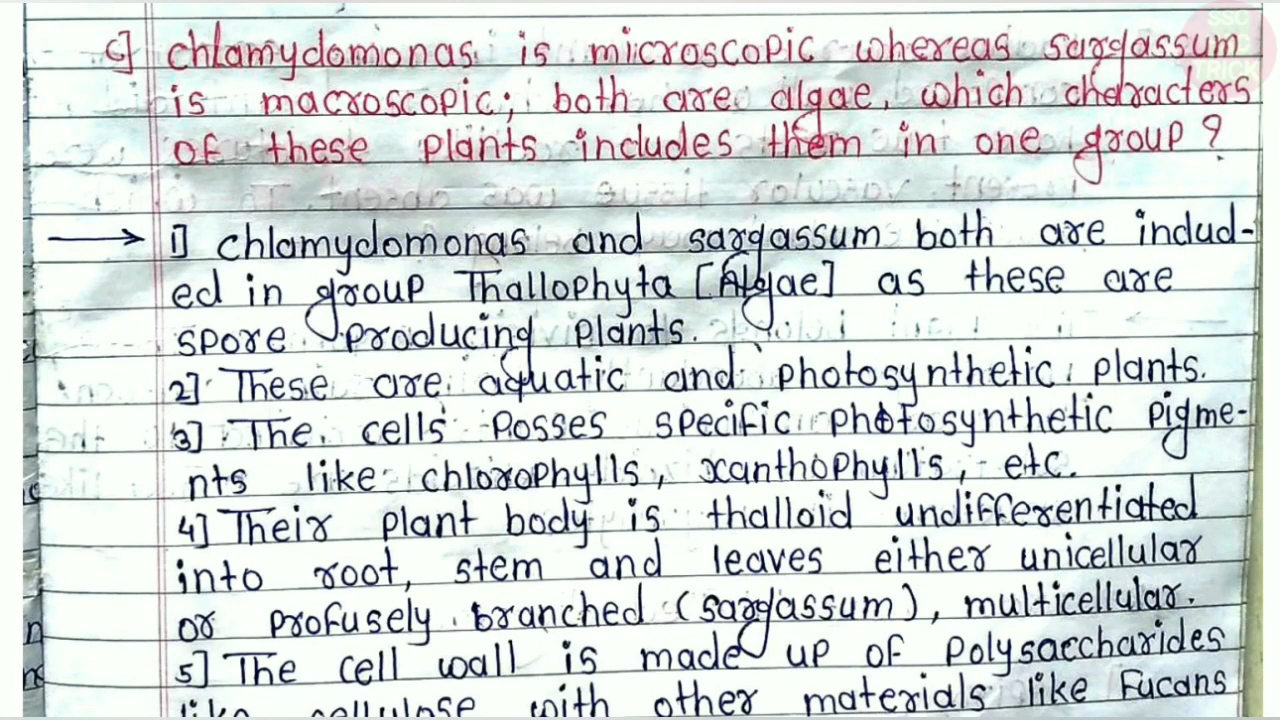 SSC
TRICK
c] chlamydomonas is microscopic whereas sargassum
is macroscopic; both are algae, which characters
of these plants includes them in one group?
1] chlamydomonas and sargassum both are includ-
ed in group Thallophyta [Algae] as these are
spore producing plants.
2] These are aquatic and photosynthetic plants.
3] The cells Posses specific photosynthetic pigme-
nts like chlorophylls, xanthophylls, etc.
4] Their plant body is thalloid undifferentiated
into root, stem and leaves either unicellular
or profusely branched (sargassum), multicellular.
5] The cell wall is made up of polysaccharides
like cellulose with other materials like Fucans